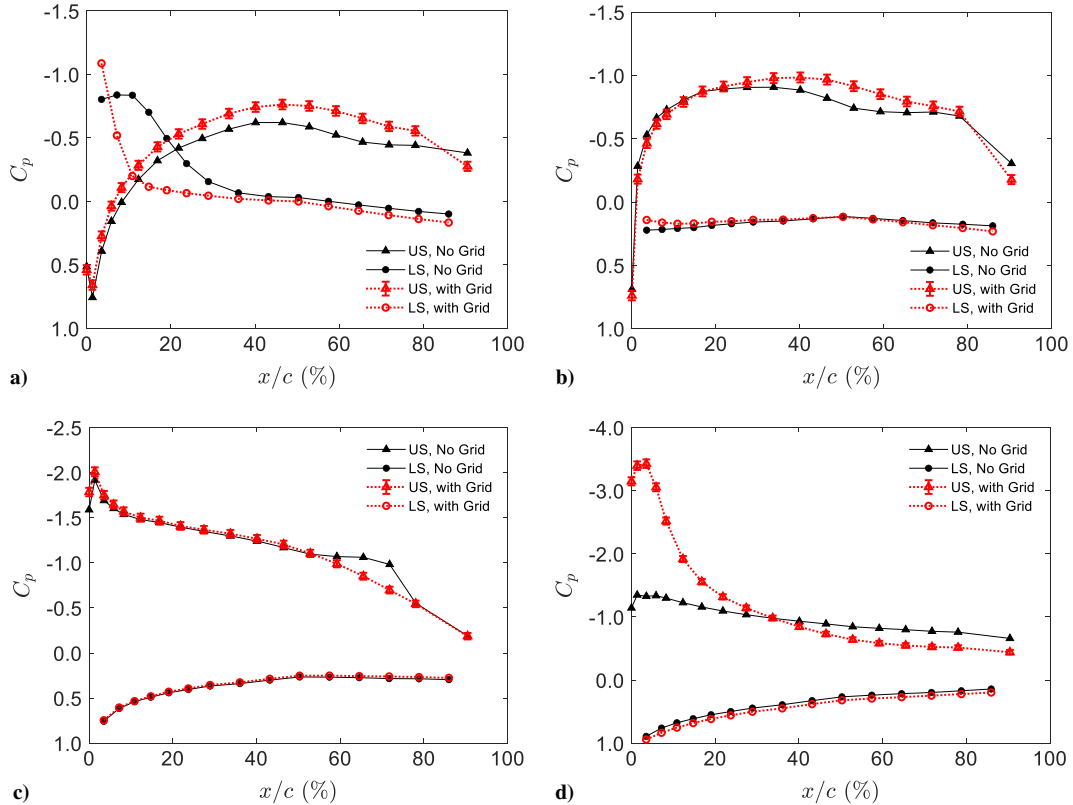 -1.5
-1.0
-0.5
0.0
0.5
1.0
C_p
0 20 40 60 80 100
x/c (%)
US, No Grid
LS, No Grid
US, with Grid
LS, with Grid
a)
-1.5
-1.0
-0.5
0.0
0.5
1.0
C_p
0 20 40 60 80 100
x/c (%)
US, No Grid
LS, No Grid
US, with Grid
LS, with Grid
b)
-2.5
-2.0
-1.5
-1.0
-0.5
0.0
0.5
1.0
C_p
0 20 40 60 80 100
x/c (%)
US, No Grid
LS, No Grid
US, with Grid
LS, with Grid
c)
-4.0
-3.0
-2.0
-1.0
0.0
1.0
C_p
0 20 40 60 80 100
x/c (%)
US, No Grid
LS, No Grid
US, with Grid
LS, with Grid
d)